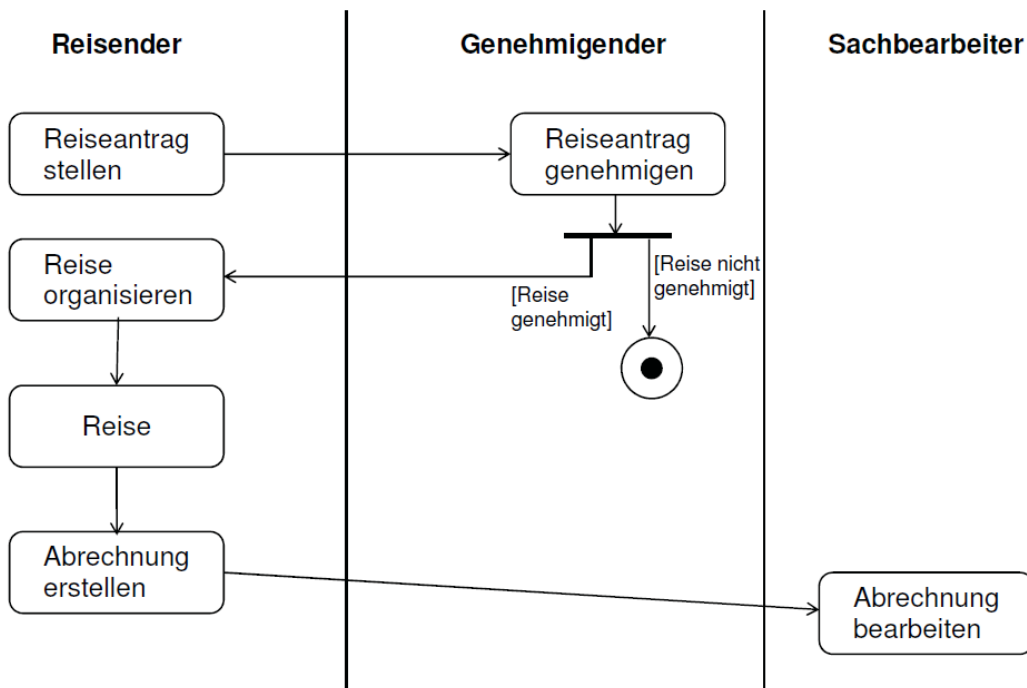 Reisender
Genehmigender
Sachbearbeiter
Reiseantrag
stellen
Reiseantrag
genehmigen
Reise
organisieren
[Reise
genehmigt]
[Reise nicht
genehmigt]
Reise
Abrechnung
erstellen
Abrechnung
bearbeiten